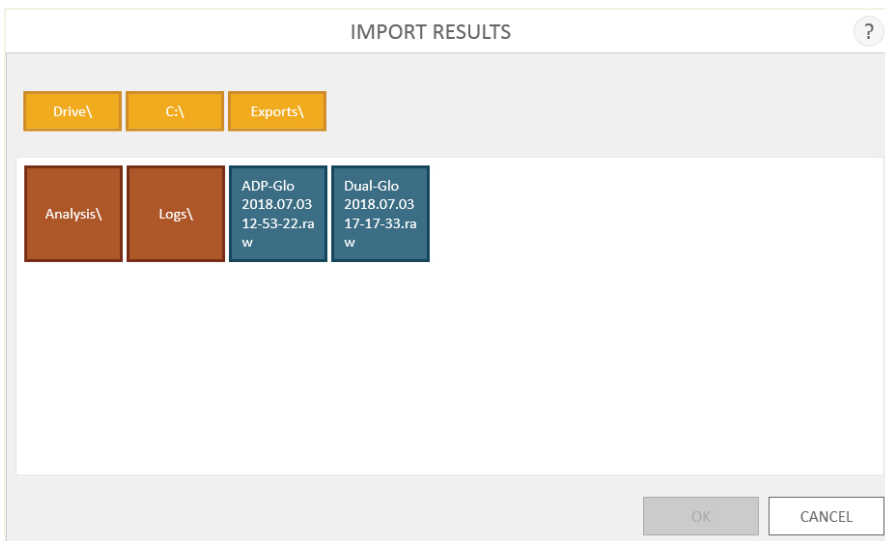 IMPORT RESULTS
?
Drive\
C:\
Exports\
Analysis\
Logs\
ADP-Glo
2018.07.03
12-53-22.ra
w
Dual-Glo
2018.07.03
17-17-33.ra
w
OK
CANCEL